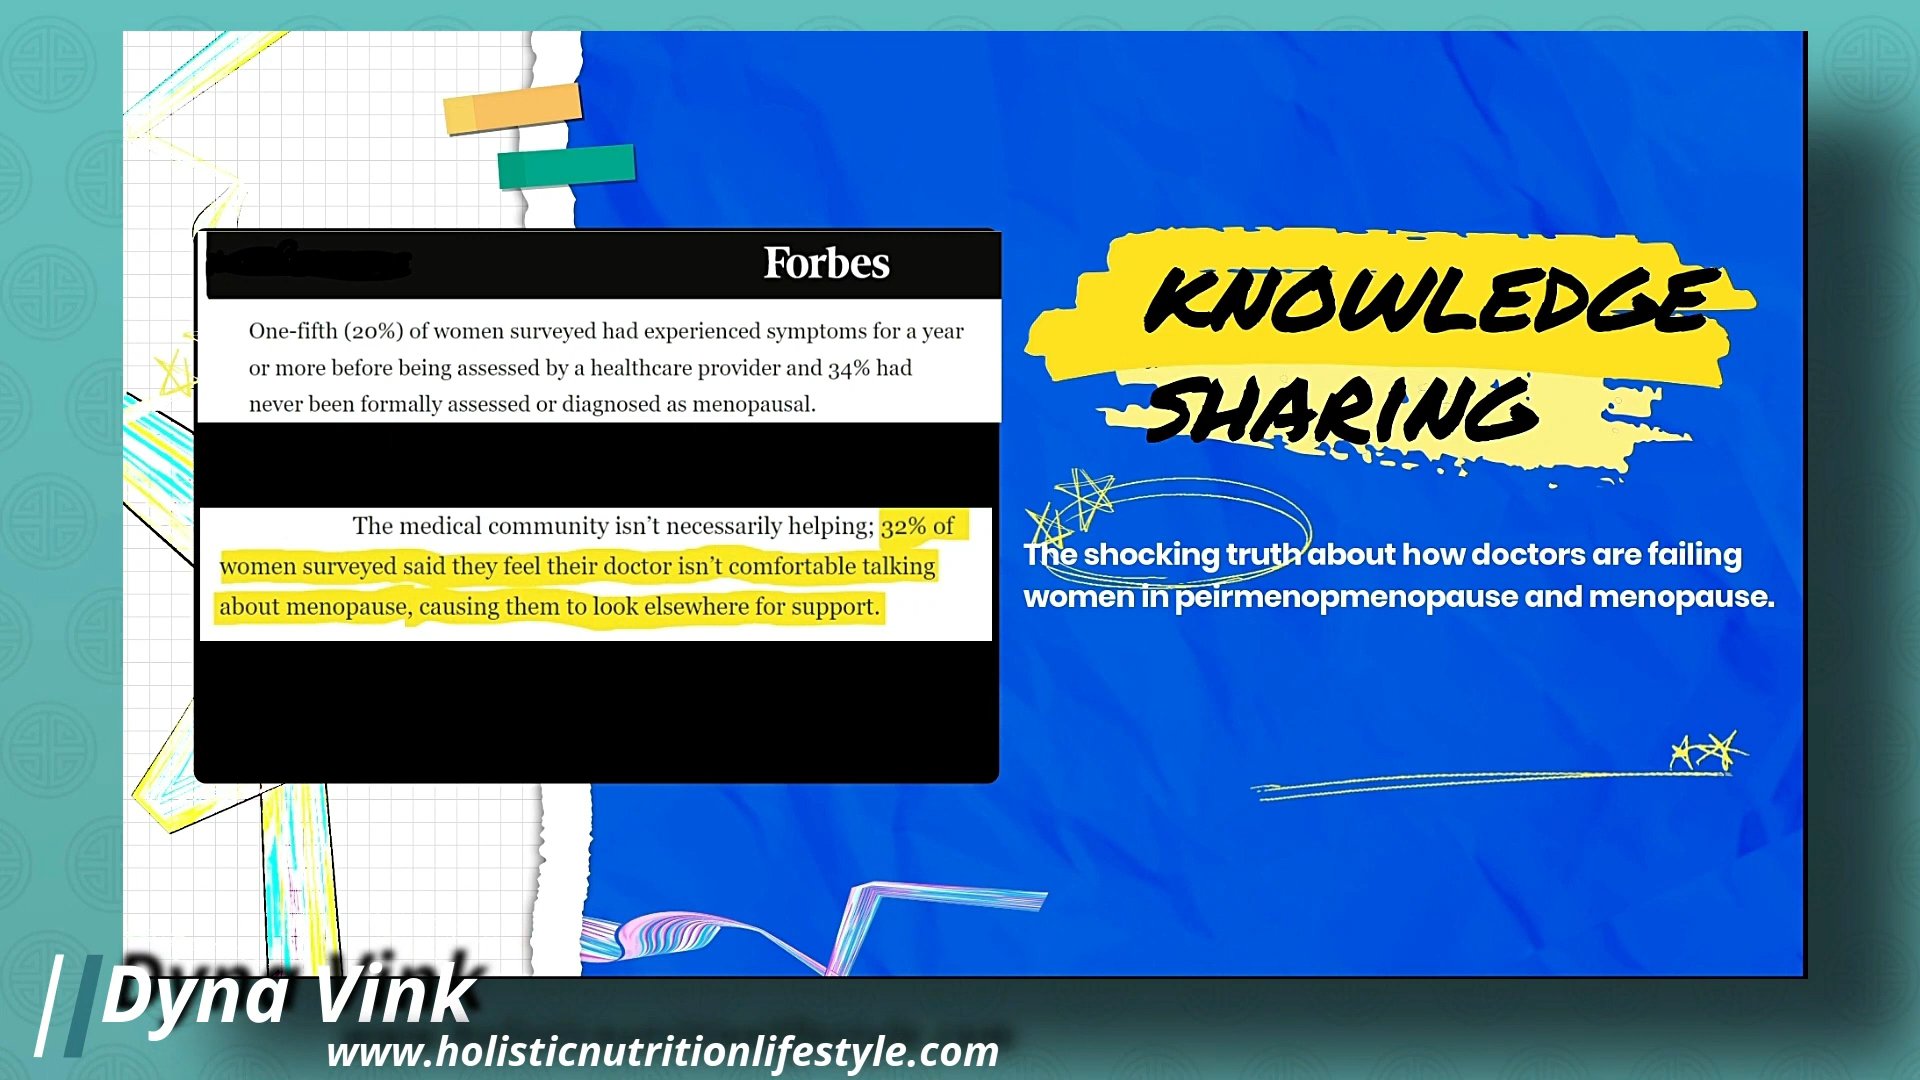 Forbes
One-fifth (20%) of women surveyed had experienced symptoms for a year
or more before being assessed by a healthcare provider and 34% had
never been formally assessed or diagnosed as menopausal.
The medical community isn’t necessarily helping; 32% of
women surveyed said they feel their doctor isn’t comfortable talking
about menopause, causing them to look elsewhere for support.
KNOWLEDGE
SHARING
The shocking truth about how doctors are failing
women in peirmenopmenopause and menopause.
Dyna Vink
www.holisticnutritionlifestyle.com